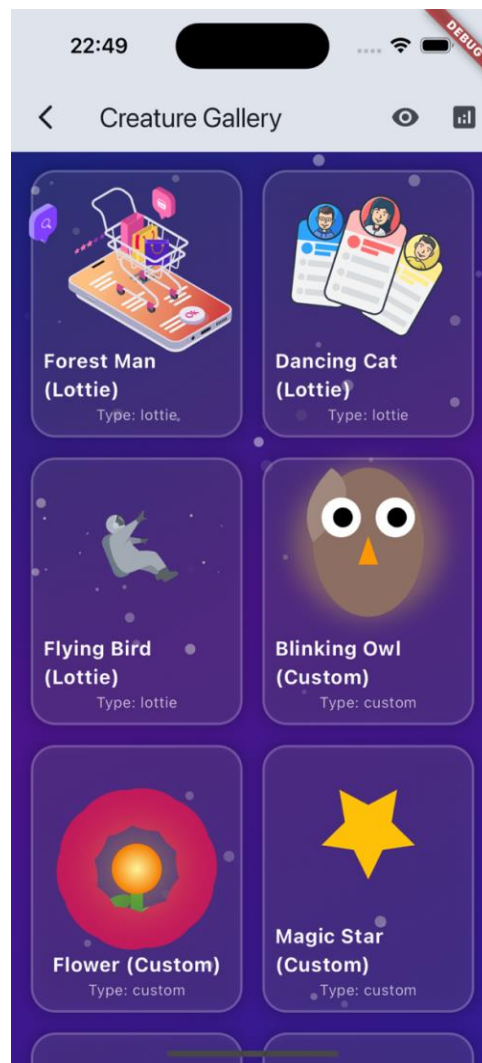 22:49
DEBUG
Creature Gallery
Ok
Forest Man
(Lottie)
Type: lottie
Dancing Cat
(Lottie)
Type: lottie
Flying Bird
(Lottie)
Type: lottie
Blinking Owl
(Custom)
Type: custom
Flower (Custom)
Type: custom
Magic Star
(Custom)
Type: custom